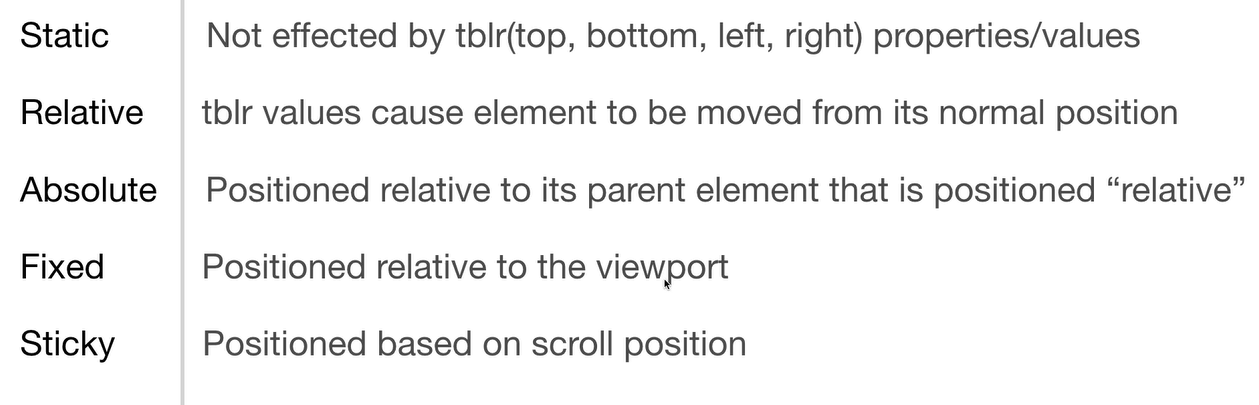 Static Not effected by tblr(top, bottom, left, right) properties/values
Relative tblr values cause element to be moved from its normal position
Absolute Positioned relative to its parent element that is positioned “relative”
Fixed Positioned relative to the viewport
Sticky Positioned based on scroll position